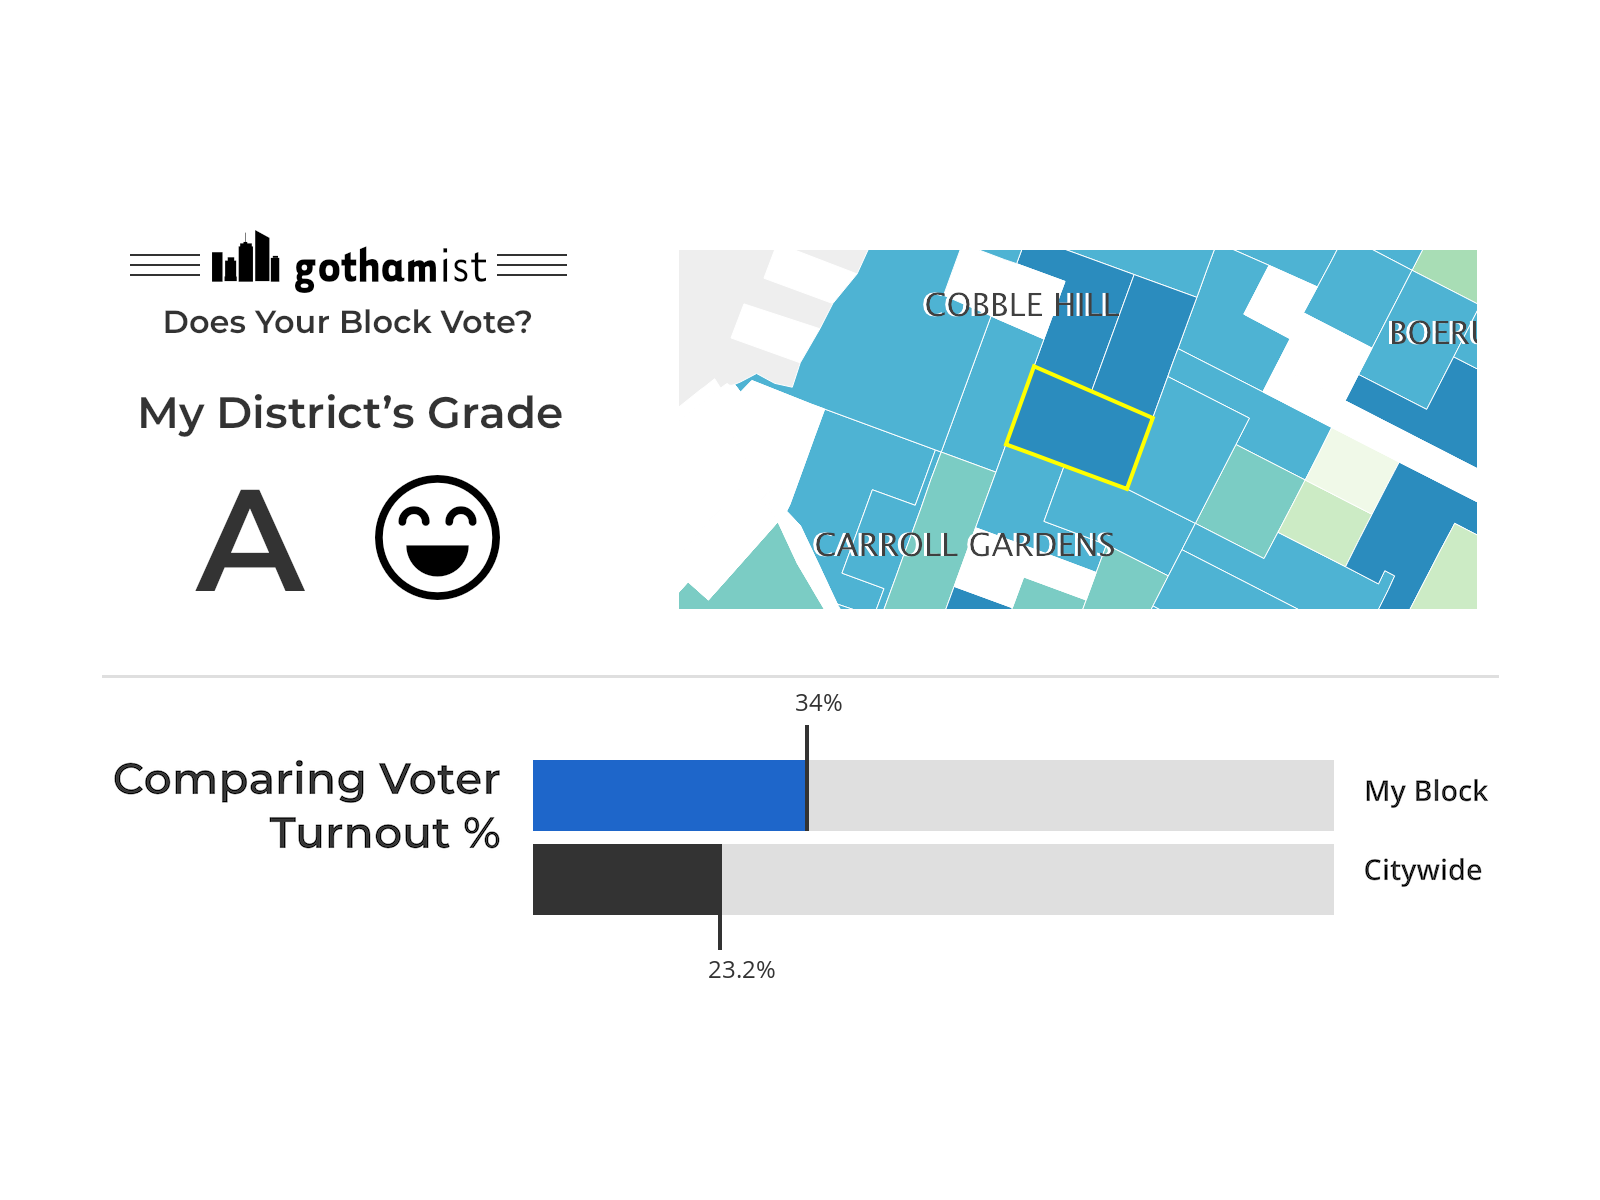 gothamist
Does Your Block Vote?
My District’s Grade
A
COBBLE HILL
BOERU
CARROLL GARDENS
34%
Comparing Voter
Turnout %
My Block
Citywide
23.2%